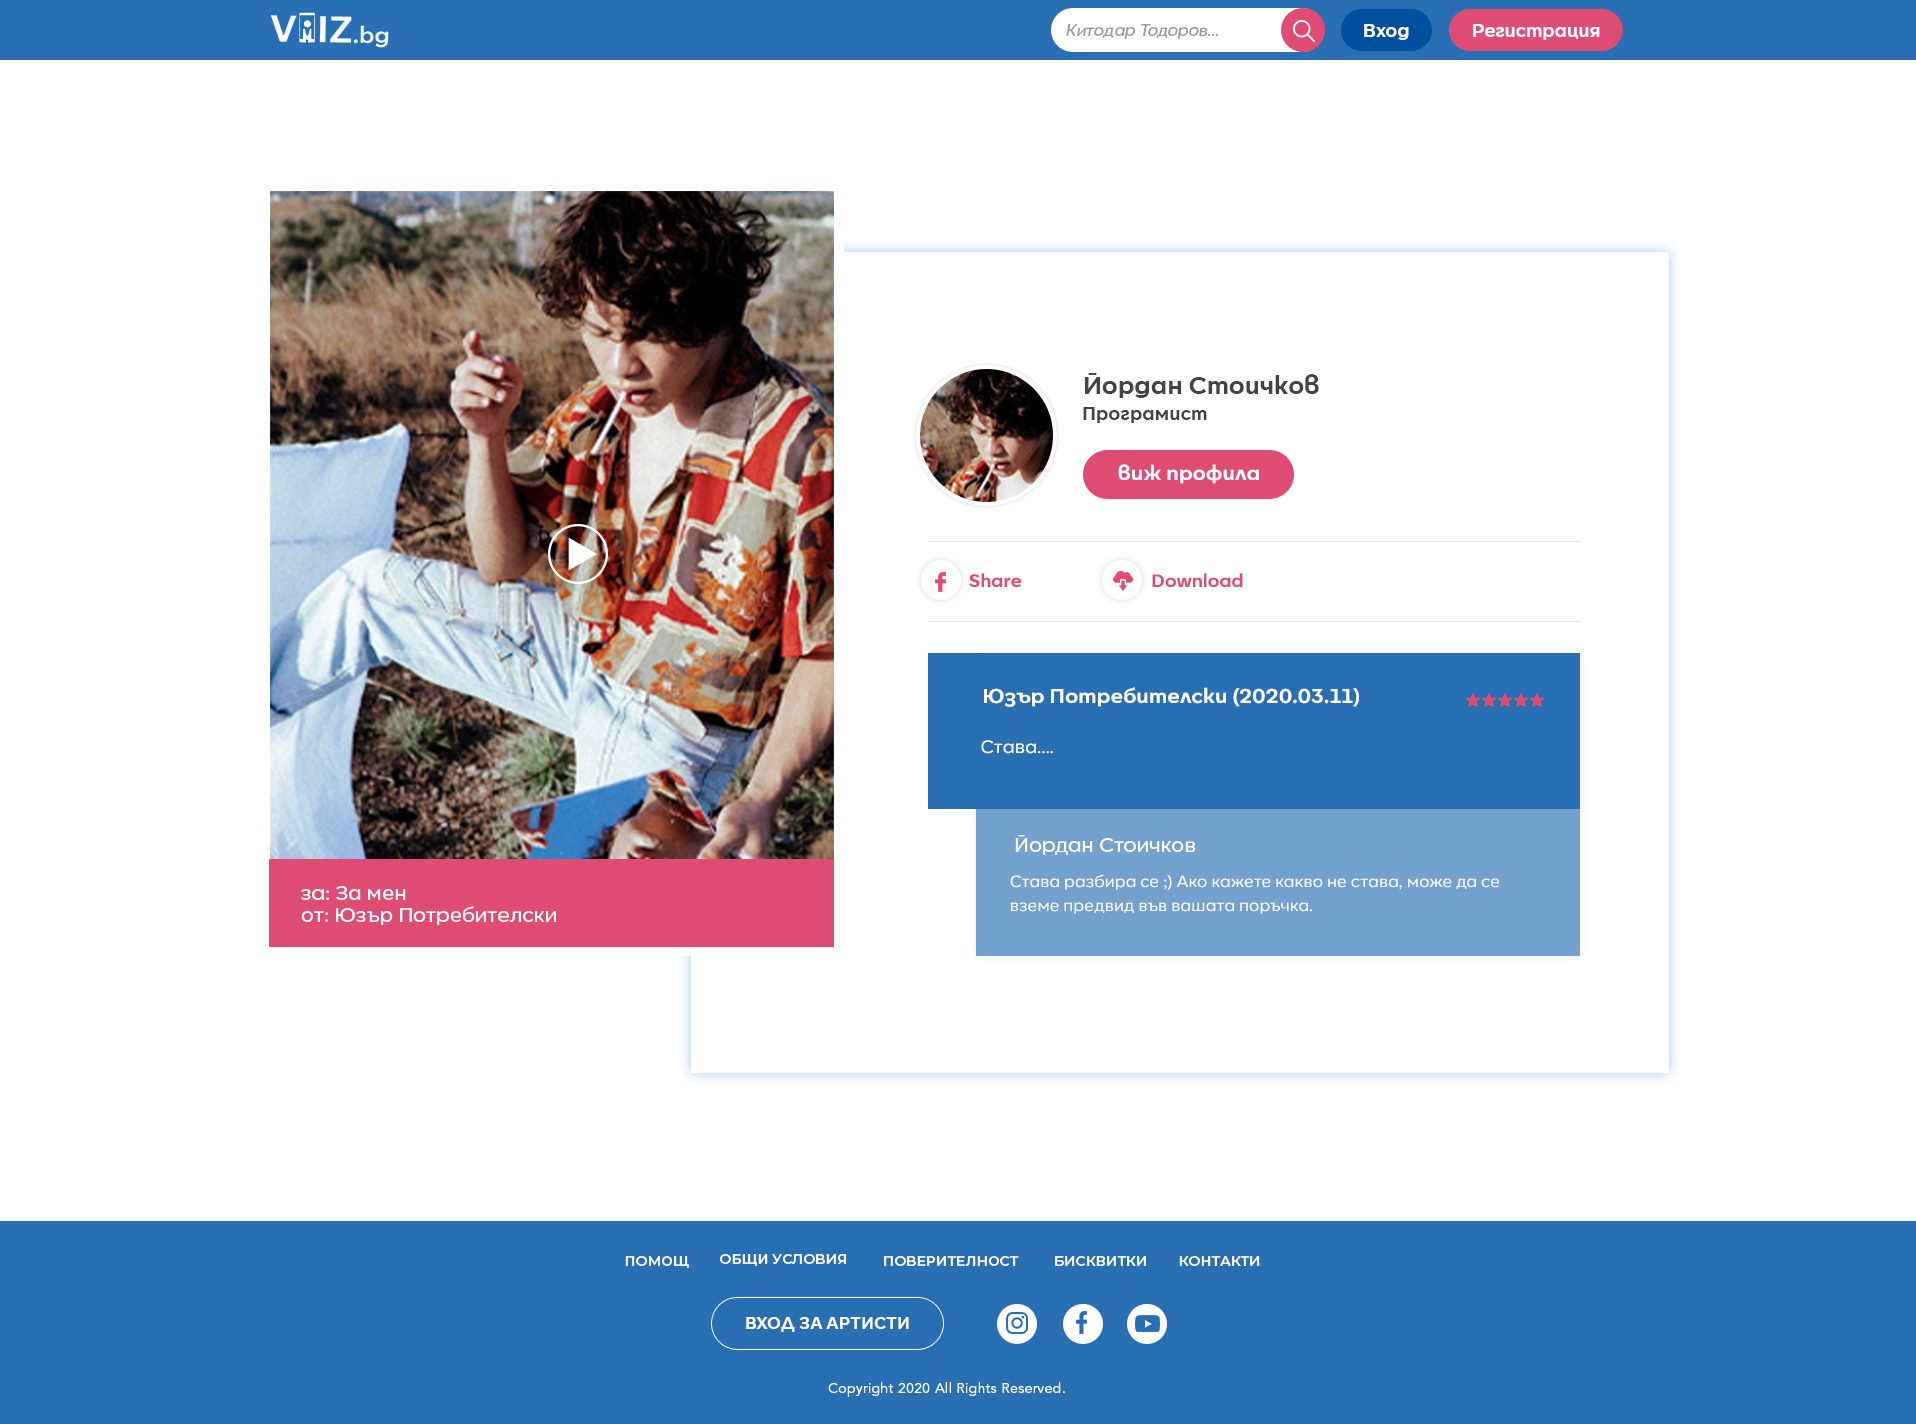 VIIZ.bg
Китодар Тодоров...
Вход
Регистрация
Йордан Стоичков
Програмист
виж профила
Share
Download
Юзър Потребителски (2020.03.11)
Става....
Йордан Стоичков
Става разбира се ;) Ако кажете какво не става, може да се
вземе предвид във вашата поръчка.
за: За мен
от: Юзър Потребителски
ПОМОЩ
ОБЩИ УСЛОВИЯ
ПОВЕРИТЕЛНОСТ
БИСКВИТКИ
КОНТАКТИ
ВХОД ЗА АРТИСТИ
Copyright 2020 All Rights Reserved.